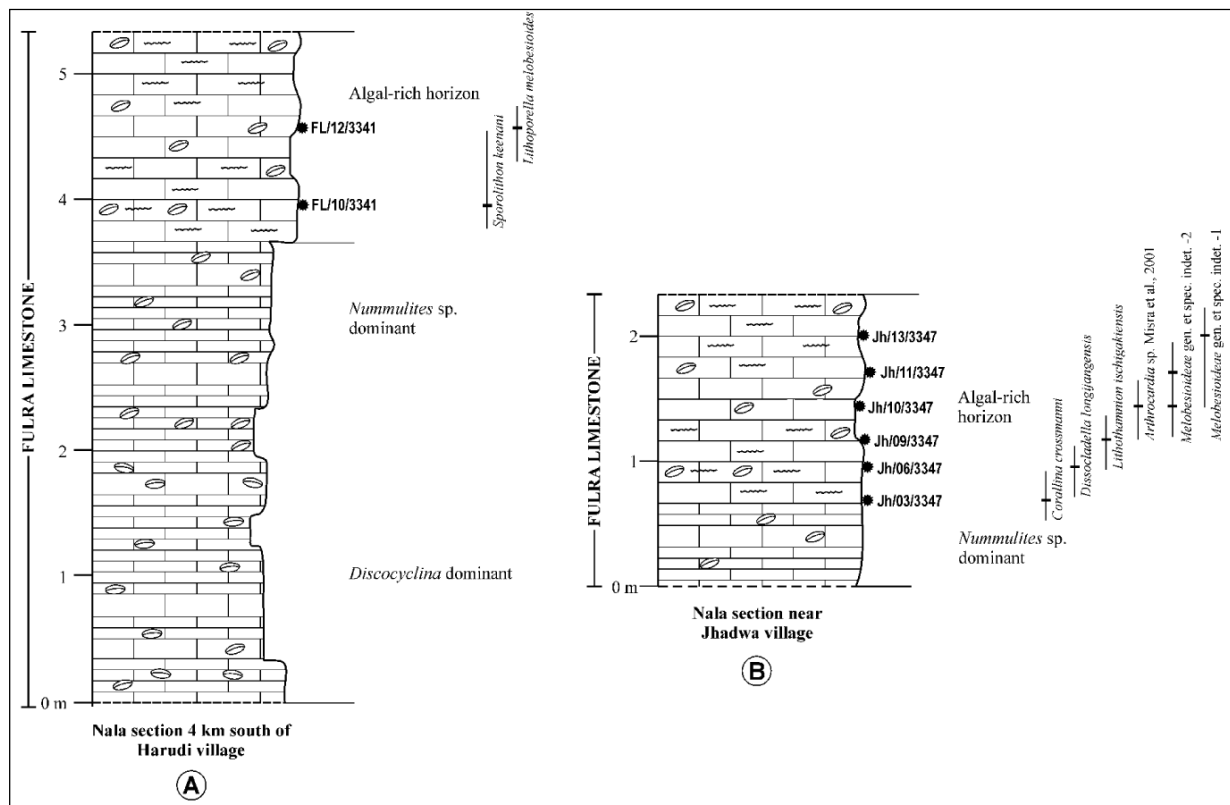 5
4
3
2
1
0 m
FULRA LIMESTONE
Algal-rich horizon
FL/12/3341
FL/10/3341
Sporolithon keenani
Lithoporella melobesioides
Nummulites sp.
dominant
Discocyclina dominant
Nala section 4 km south of
Harudi village
A
2
1
0 m
FULRA LIMESTONE
Jh/13/3347
Jh/11/3347
Jh/10/3347
Jh/09/3347
Jh/06/3347
Jh/03/3347
Algal-rich
horizon
Nummulites sp.
dominant
Corallina crossmanni
Dissocladella longijangensis
Lithothamnion ischigakiensis
Arthrocardia sp. Misra et al., 2001
Melobesioideae gen. et spec. indet. -2
Melobesioideae gen. et spec. indet. -1
Nala section near
Jhadwa village
B